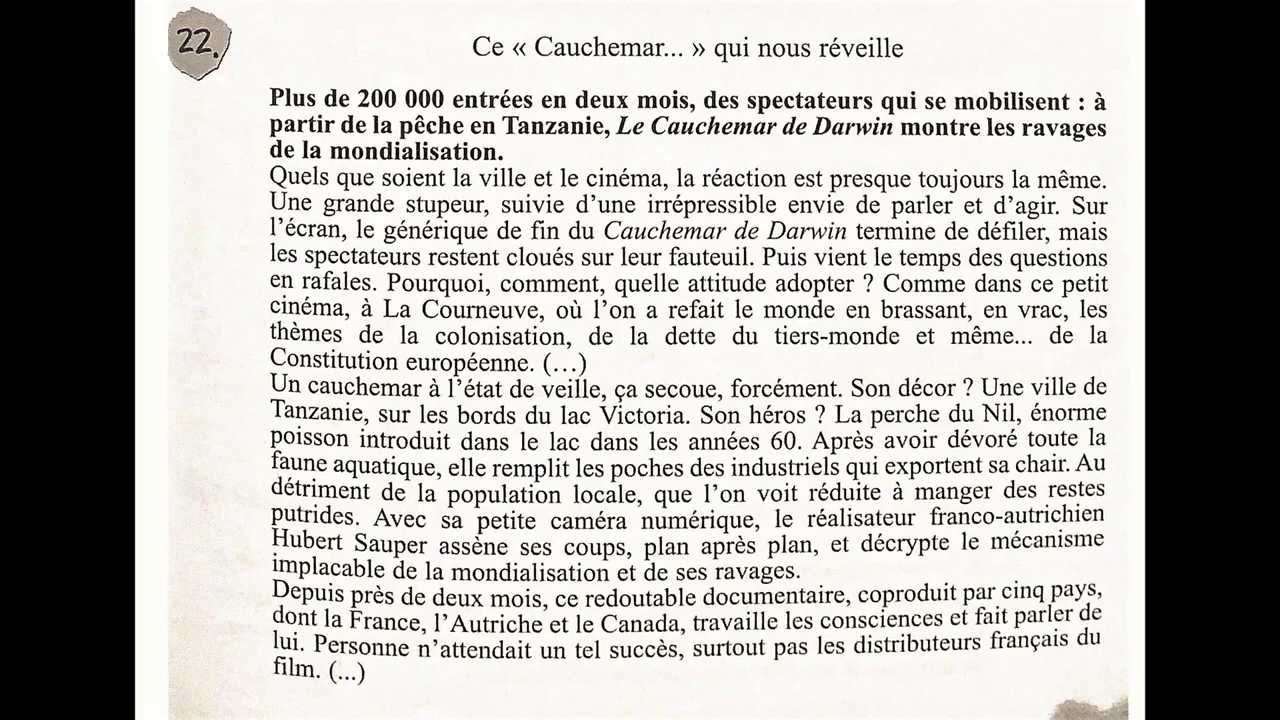 22.
Ce « Cauchemar... » qui nous réveille
Plus de 200 000 entrées en deux mois, des spectateurs qui se mobilisent : à
partir de la pêche en Tanzanie, Le Cauchemar de Darwin montre les ravages
de la mondialisation.
Quels que soient la ville et le cinéma, la réaction est presque toujours la même.
Une grande stupeur, suivie d’une irrépressible envie de parler et d’agir. Sur
l’écran, le générique de fin du Cauchemar de Darwin termine de défiler, mais
les spectateurs restent cloués sur leur fauteuil. Puis vient le temps des questions
en rafales. Pourquoi, comment, quelle attitude adopter ? Comme dans ce petit
cinéma, à La Courneuve, où l’on a refait le monde en brassant, en vrac, les
thèmes de la colonisation, de la dette du tiers-monde et même... de la
Constitution européenne. (…)
Un cauchemar à l’état de veille, ça secoue, forcément. Son décor ? Une ville de
Tanzanie, sur les bords du lac Victoria. Son héros ? La perche du Nil, énorme
poisson introduit dans le lac dans les années 60. Après avoir dévoré toute la
faune aquatique, elle remplit les poches des industriels qui exportent sa chair. Au
détriment de la population locale, que l’on voit réduite à manger des restes
putrides. Avec sa petite caméra numérique, le réalisateur franco-autrichien
Hubert Sauper assène ses coups, plan après plan, et décrypte le mécanisme
implacable de la mondialisation et de ses ravages.
Depuis près de deux mois, ce redoutable documentaire, coproduit par cinq pays,
dont la France, l’Autriche et le Canada, travaille les consciences et fait parler de
lui. Personne n’attendait un tel succès, surtout pas les distributeurs français du
film. (...)